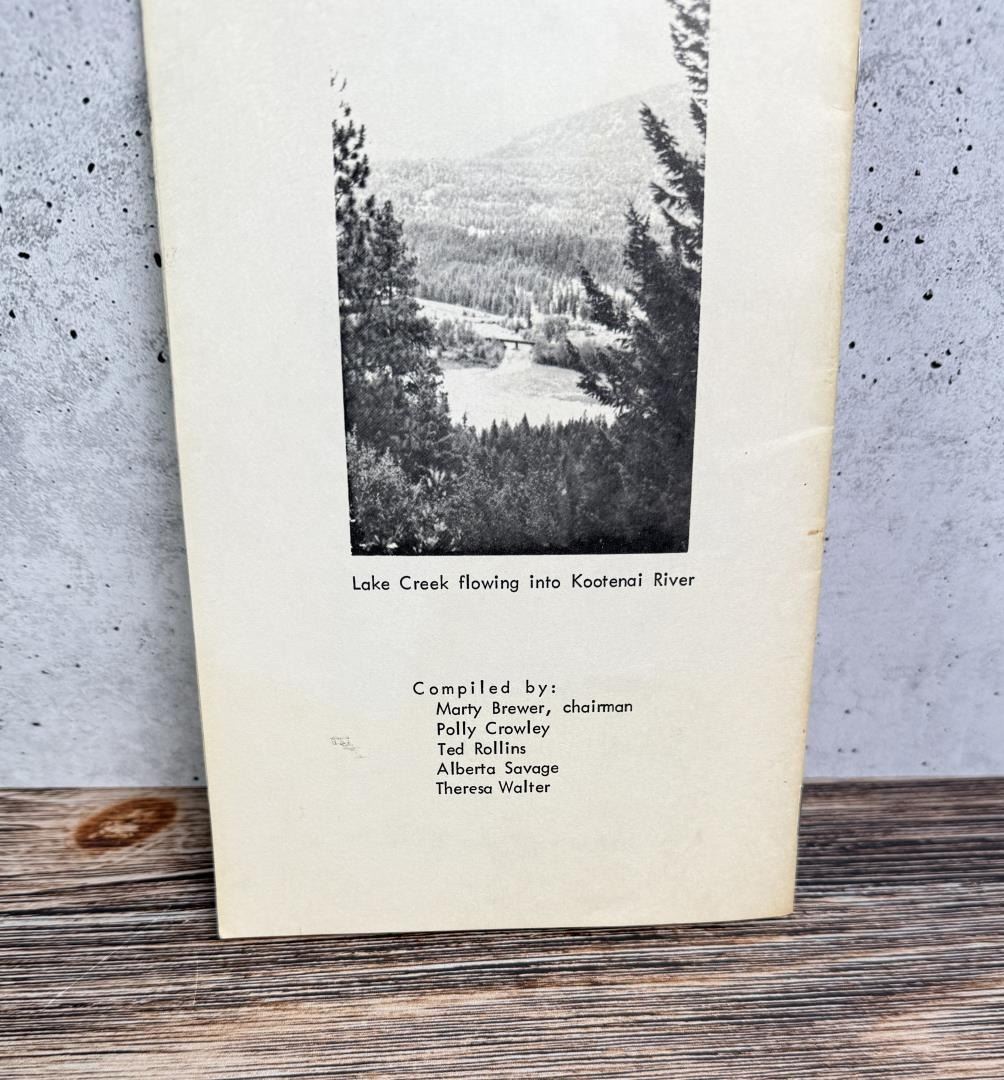 Lake Creek flowing into Kootenai River
Compiled by:
Marty Brewer, chairman
Polly Crowley
Ted Rollins
Alberta Savage
Theresa Walter